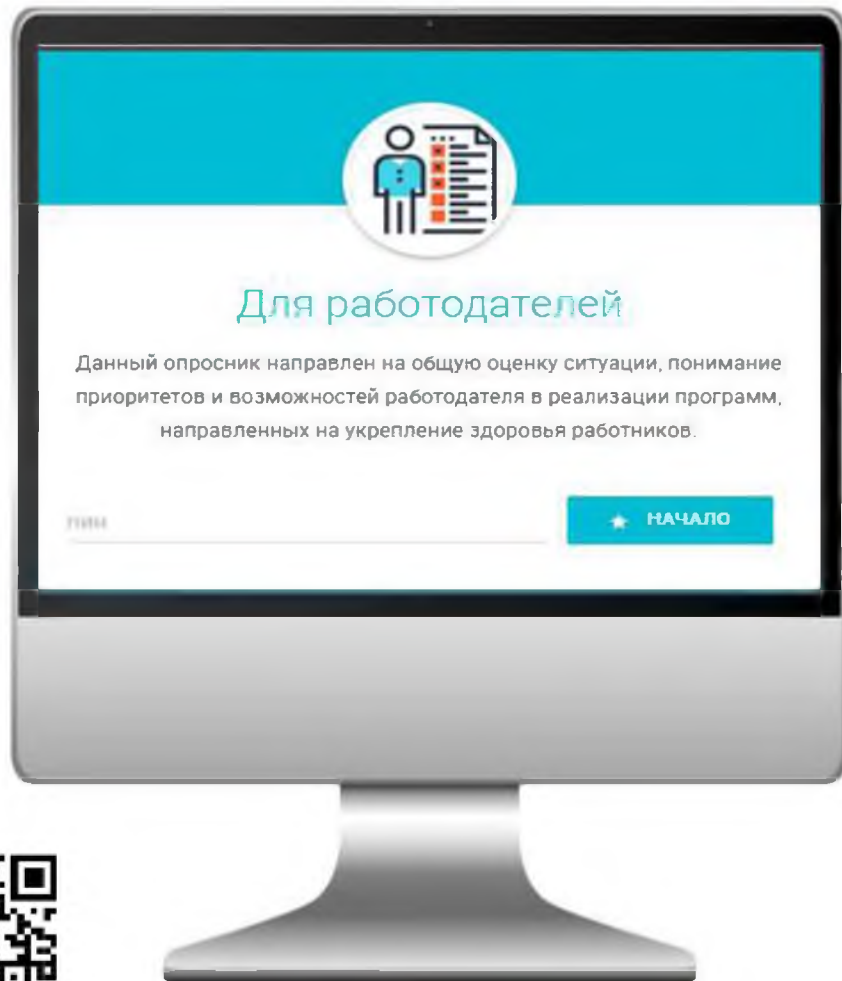 Для работодателей
Данный опросник направлен на общую оценку ситуации, понимание
приоритетов и возможностей работодателя в реализации программ,
направленных на укрепление здоровья работников.
пин
НАЧАЛО